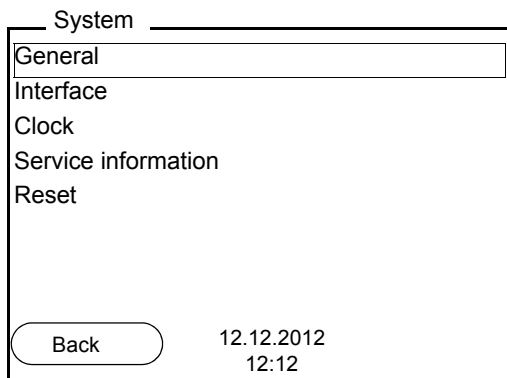 System
General
Interface
Clock
Service information
Reset
Back
12.12.2012
12:12